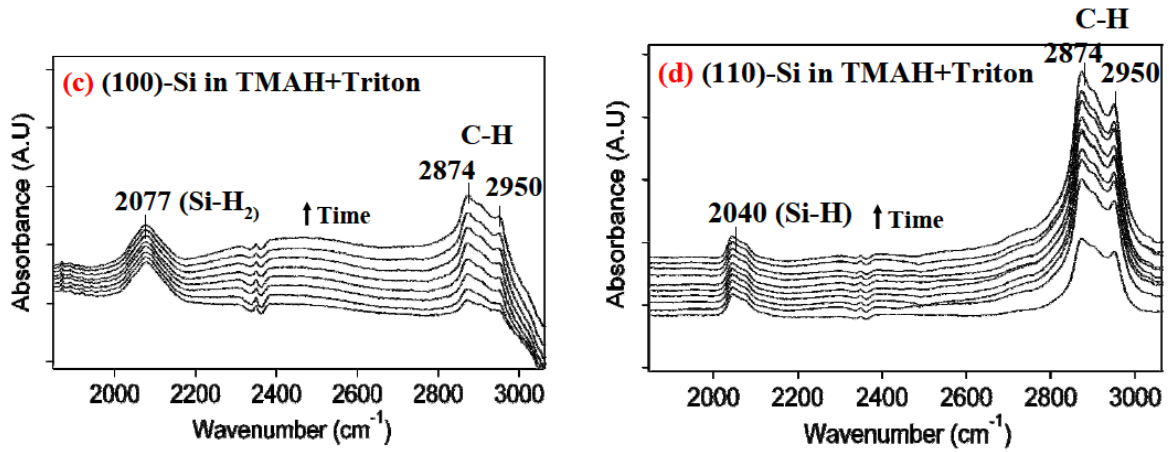 (c) (100)-Si in TMAH+Triton
C-H
2874
2950
2077 (Si-H₂)
Time
Absorbance (A.U)
2000 2200 2400 2600 2800 3000
Wavenumber (cm⁻¹)
C-H
2874
2950
(d) (110)-Si in TMAH+Triton
2040 (Si-H)
Time
Absorbance (A.U)
2000 2200 2400 2600 2800 3000
Wavenumber (cm⁻¹)